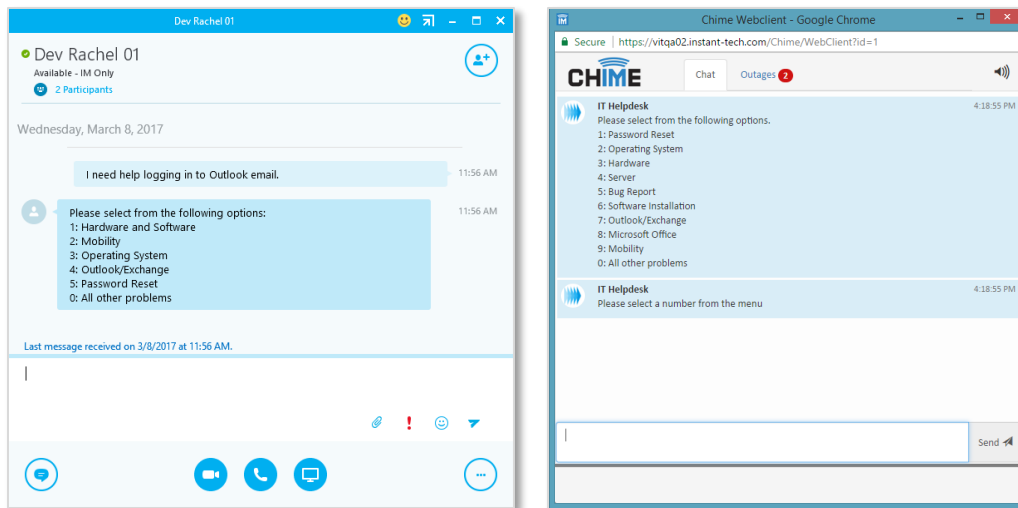 Dev Rachel 01
Dev Rachel 01
Available - IM Only
2 Participants
Wednesday, March 8, 2017
I need help logging in to Outlook email.
11:56 AM
Please select from the following options:
11:56 AM
1: Hardware and Software
2: Mobility
3: Operating System
4: Outlook/Exchange
5: Password Reset
0: All other problems
Last message received on 3/8/2017 at 11:56 AM.
Chime Webclient - Google Chrome
Secure | https://vitqa02.instant-tech.com/Chime/WebClient?id=1
CHIME
Chat
Outages 2
IT Helpdesk
4:18:55 PM
Please select from the following options.
1: Password Reset
2: Operating System
3: Hardware
4: Server
5: Bug Report
6: Software Installation
7: Outlook/Exchange
8: Microsoft Office
9: Mobility
0: All other problems
IT Helpdesk
4:18:55 PM
Please select a number from the menu
Send